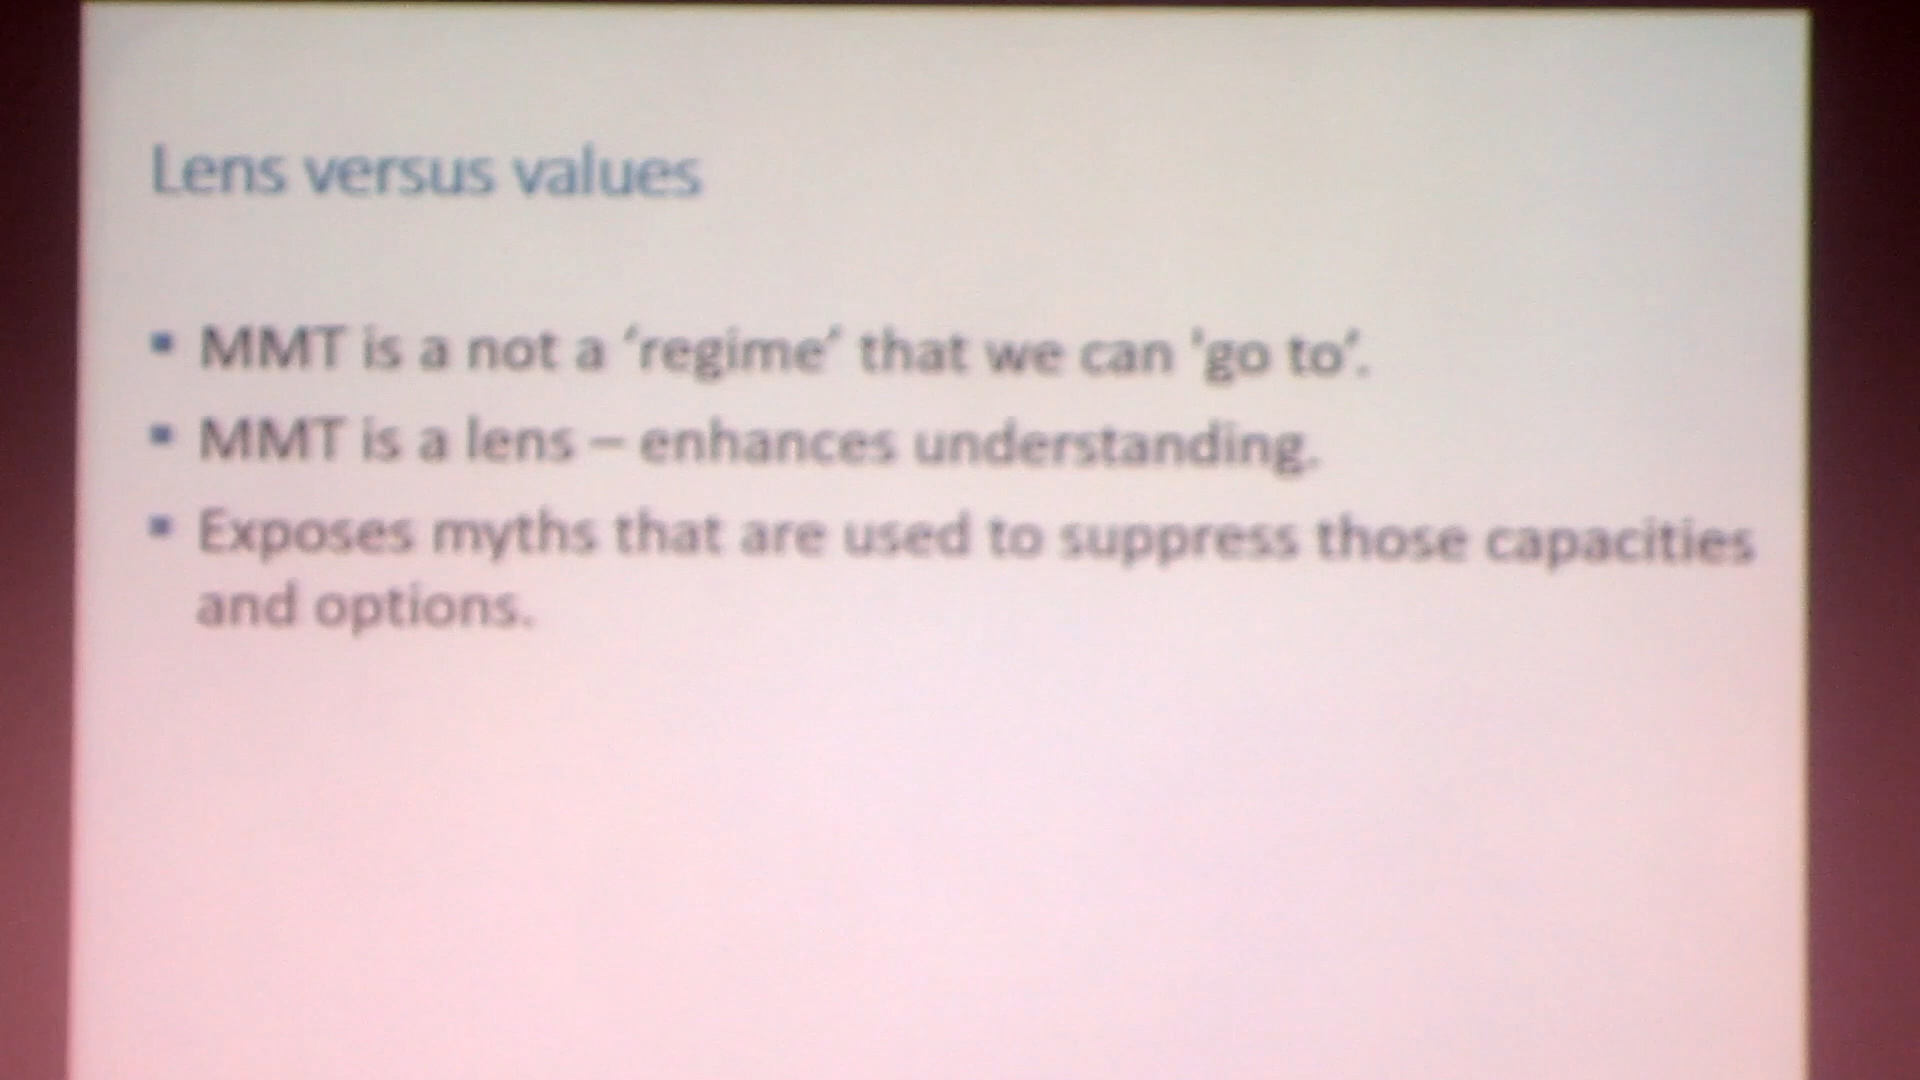 Lens versus values
▪ MMT is a not a ‘regime’ that we can 'go to’.
▪ MMT is a lens – enhances understanding.
▪ Exposes myths that are used to suppress those capacities
and options.